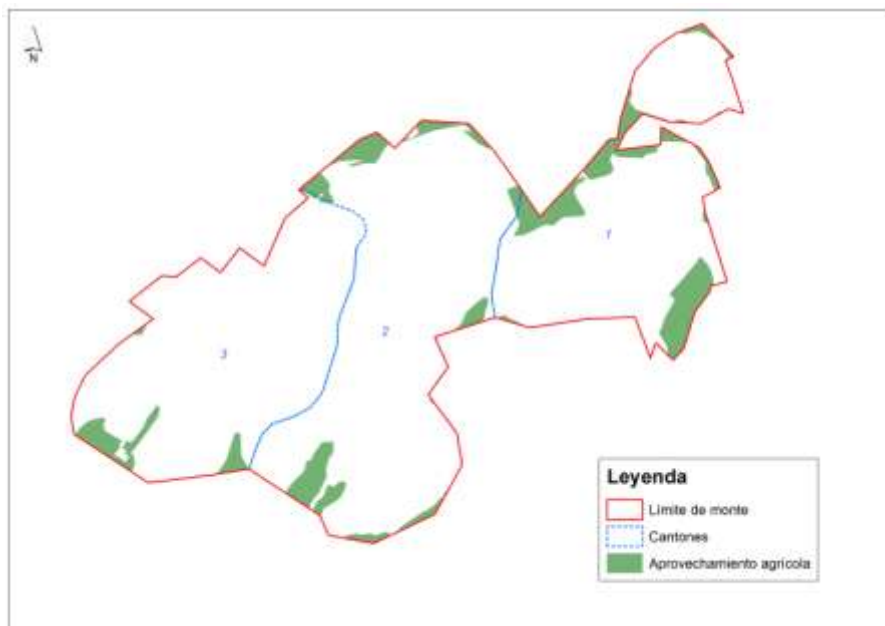 N
1
2
3
Leyenda
Límite de monte
Cantones
Aprovechamiento agrícola